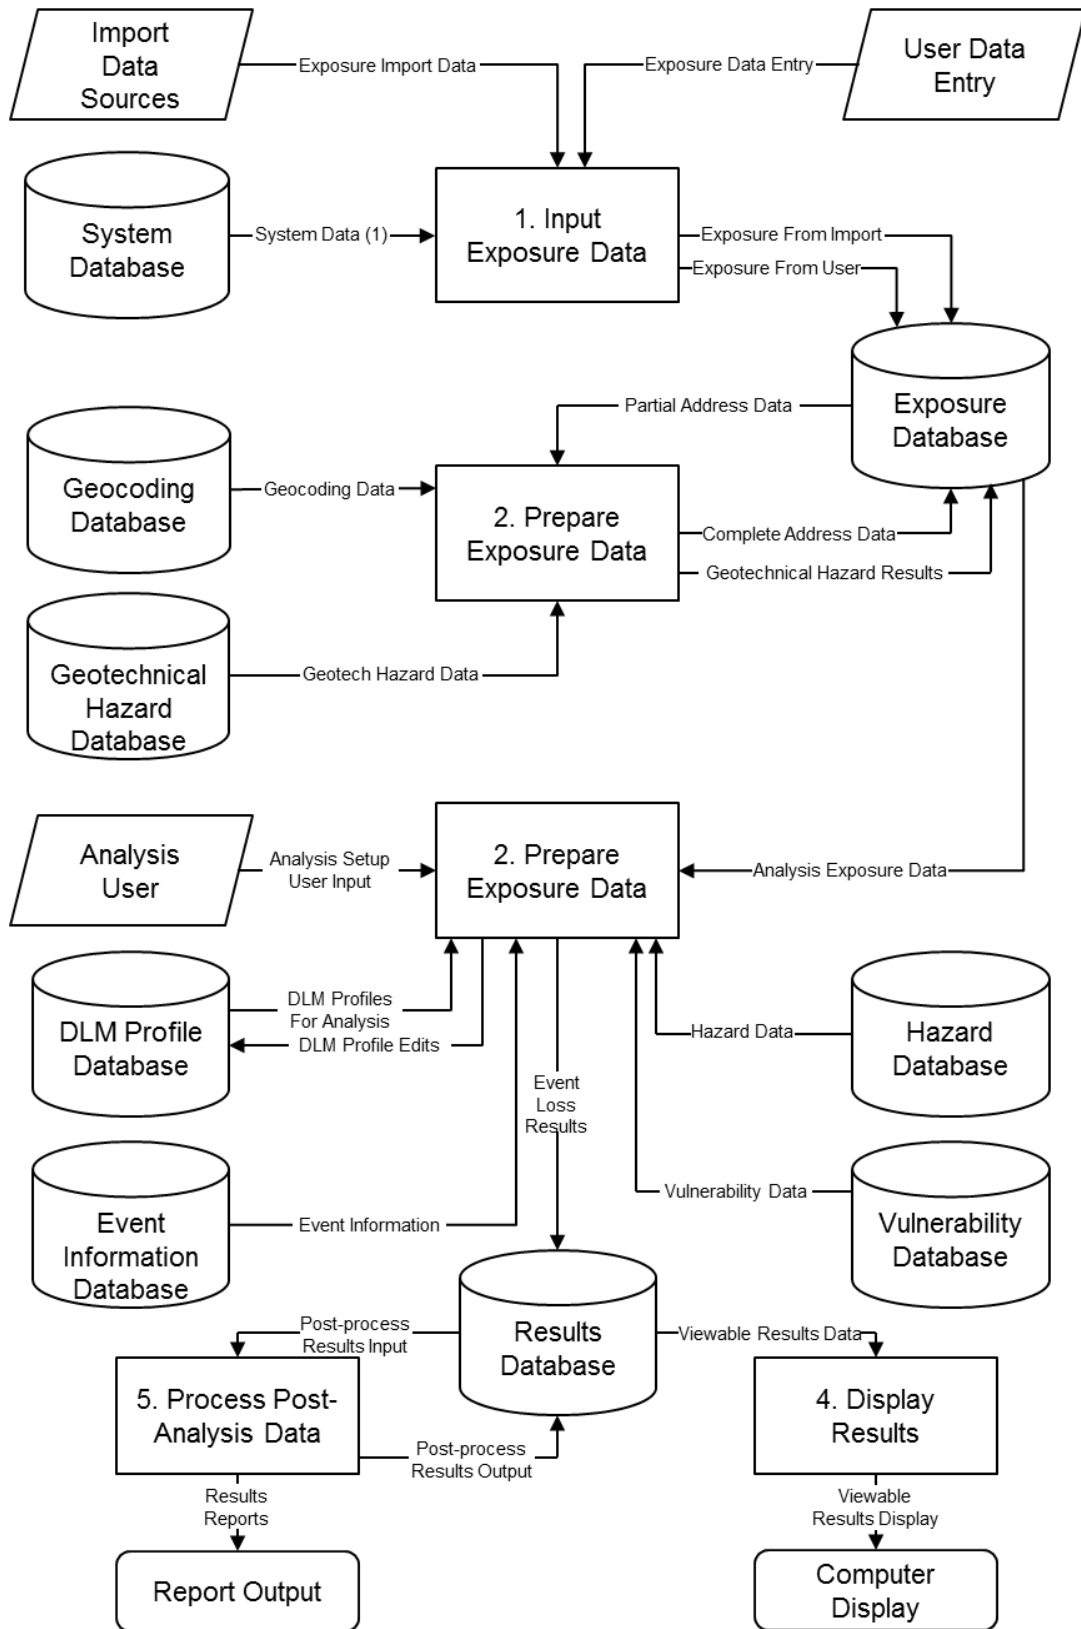 Import
Data
Sources
Exposure Import Data
Exposure Data Entry
User Data
Entry
System
Database
System Data (1)
1. Input
Exposure Data
Exposure From Import
Exposure From User
Exposure
Database
Partial Address Data
Geocoding
Database
Geocoding Data
2. Prepare
Exposure Data
Complete Address Data
Geotechnical Hazard Results
Geotechnical
Hazard
Database
Geotech Hazard Data
Analysis
User
Analysis Setup
User Input
2. Prepare
Exposure Data
Analysis Exposure Data
DLM Profile
Database
DLM Profiles
For Analysis
DLM Profile Edits
Event
Loss
Results
Hazard Data
Hazard
Database
Event
Information
Database
Event Information
Vulnerability Data
Vulnerability
Database
Post-process
Results Input
Results
Database
Viewable Results Data
5. Process Post-
Analysis Data
Post-process
Results Output
4. Display
Results
Results
Reports
Viewable
Results Display
Report Output
Computer
Display